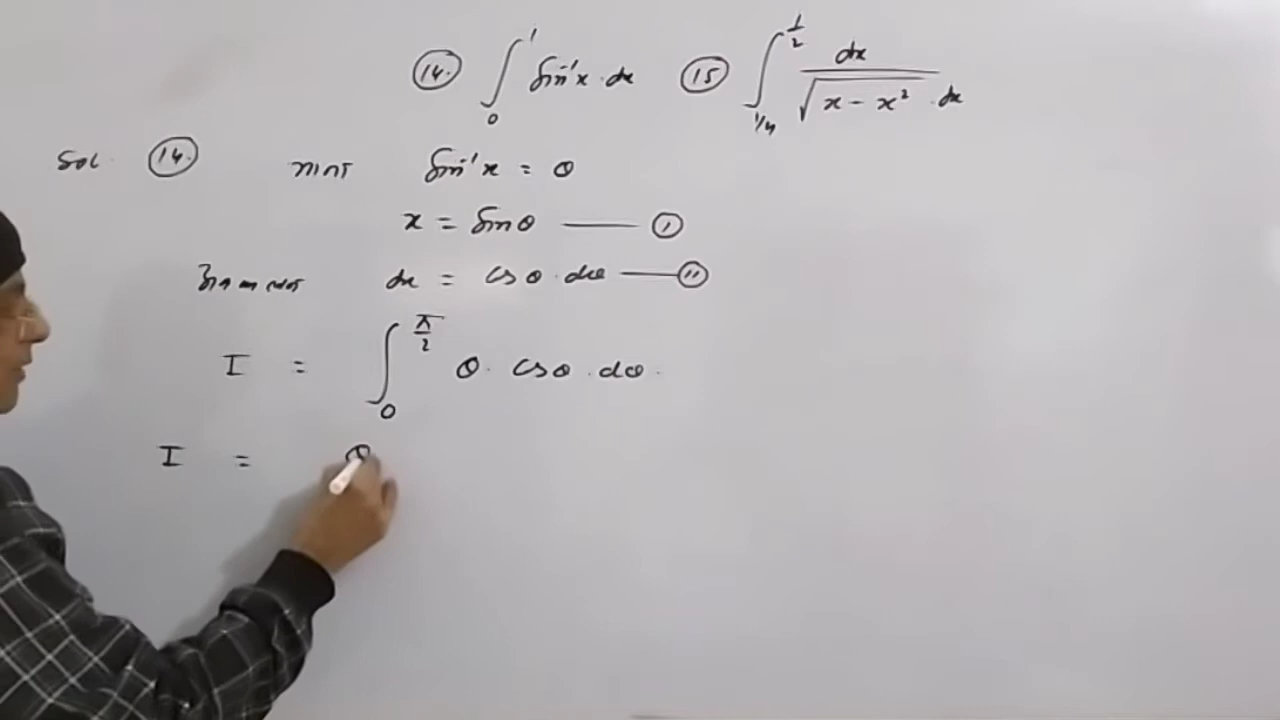 (14.) ∫₀¹ Sin⁻¹x · dx (15) ∫_{1/4}^{1/2} dx / √(x - x²) · dx
Sol. (14.)
Sin⁻¹x = θ
x = Sinθ —— (I)
dx = Cosθ · dθ —— (II)
I = ∫₀^{π/2} θ · Cosθ · dθ.
I = θ